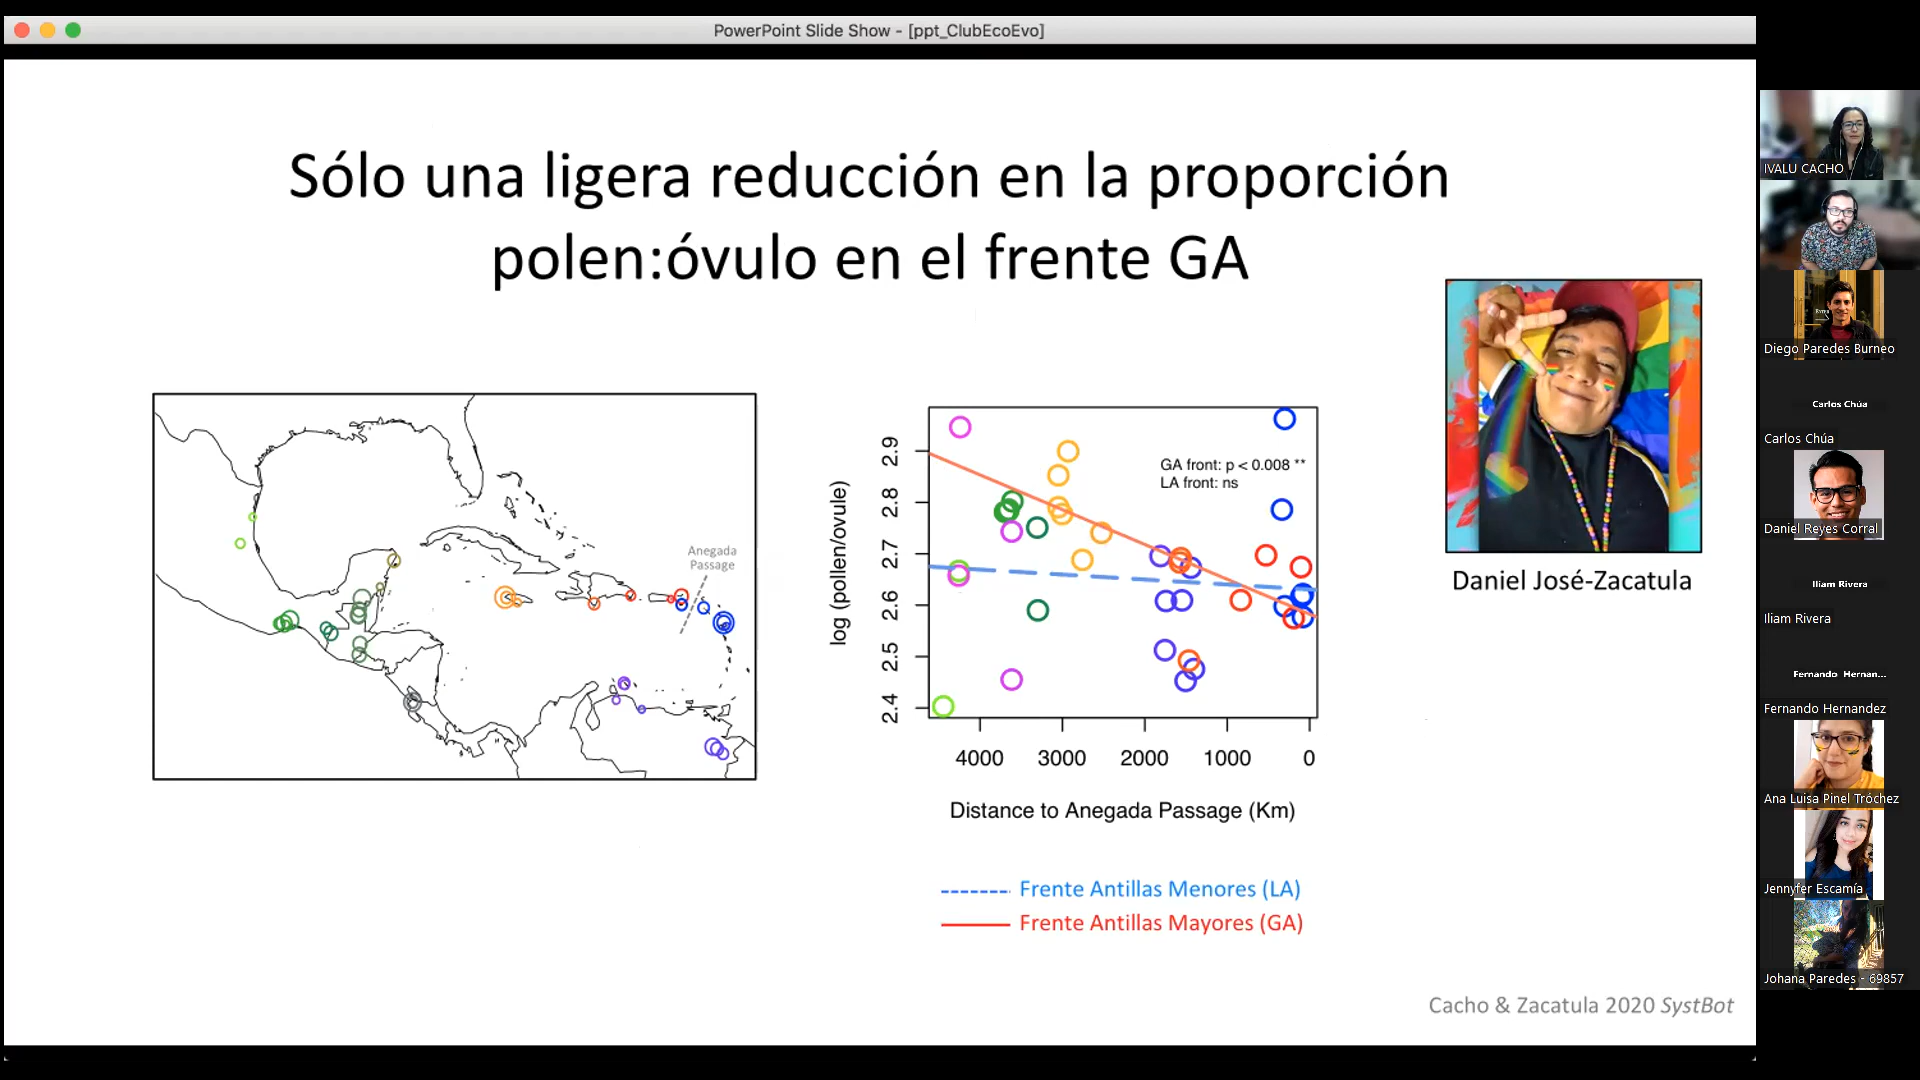 PowerPoint Slide Show - [ppt_ClubEcoEvo]
Sólo una ligera reducción en la proporción
polen:óvulo en el frente GA
Anegada
Passage
log (pollen/ovule)
2.9
2.8
2.7
2.6
2.5
2.4
GA front: p < 0.008 **
LA front: ns
4000 3000 2000 1000 0
Distance to Anegada Passage (Km)
Frente Antillas Menores (LA)
Frente Antillas Mayores (GA)
Daniel José-Zacatula
Cacho & Zacatula 2020 SystBot
IVALU CACHO
Diego Paredes Burneo
Carlos Chúa
Carlos Chúa
Daniel Reyes Corral
Iliam Rivera
Iliam Rivera
Fernando Hernan...
Fernando Hernandez
Ana Luisa Pinel Tróchez
Jennyfer Escamía
Johana Paredes - 69857